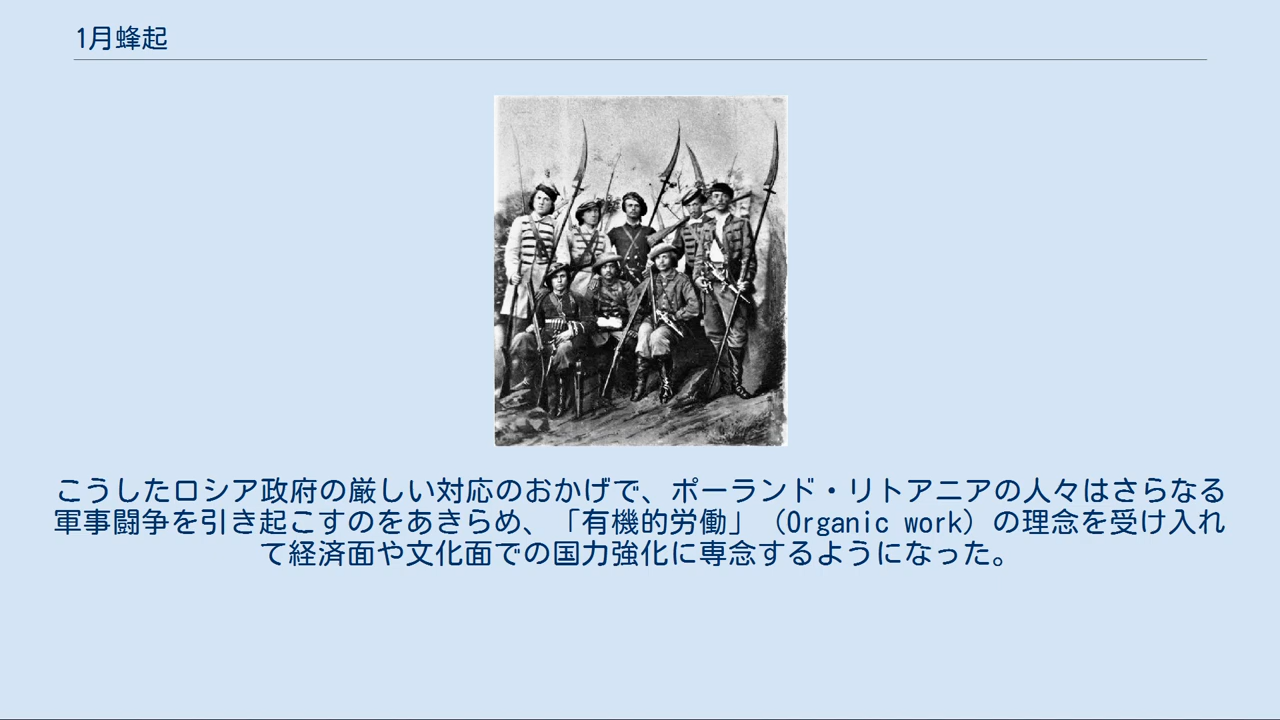 1月蜂起
こうしたロシア政府の厳しい対応のおかげで、ポーランド・リトアニアの人々はさらなる
軍事闘争を引き起こすのをあきらめ、「有機的労働」（Organic work）の理念を受け入れ
て経済面や文化面での国力強化に専念するようになった。